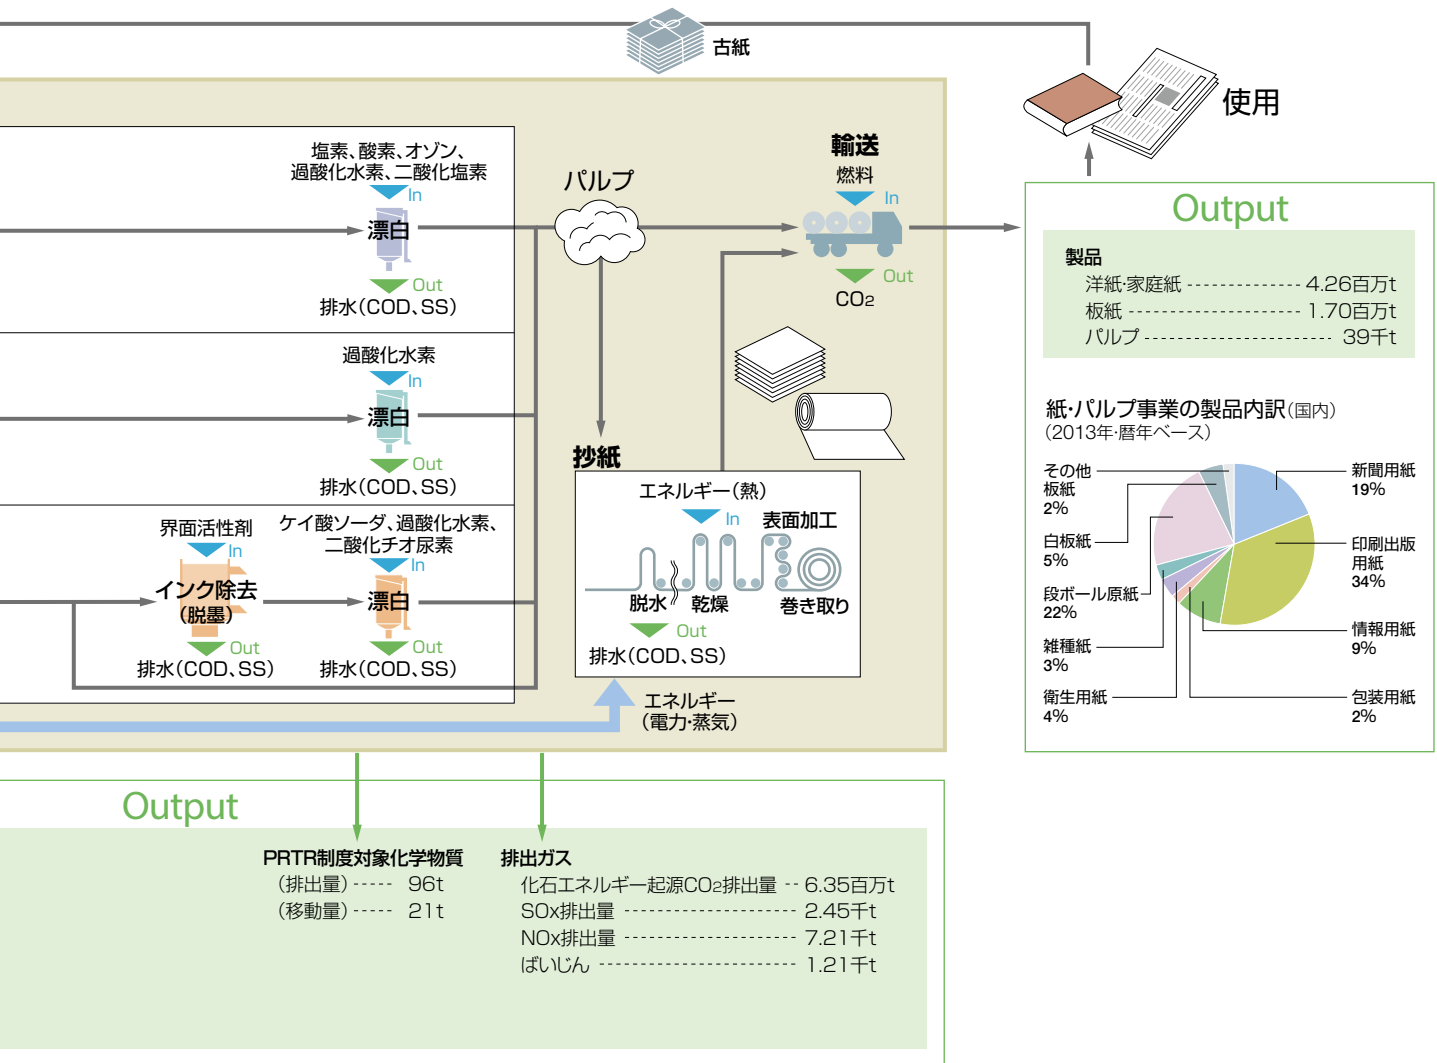 古紙
使用
塩素、酸素、オゾン、
過酸化水素、二酸化塩素
In
漂白
Out
排水(COD、SS)
パルプ
輸送
燃料
In
Out
CO2
過酸化水素
In
漂白
Out
排水(COD、SS)
界面活性剤
In
インク除去
(脱墨)
Out
排水(COD、SS)
ケイ酸ソーダ、過酸化水素、
二酸化チオ尿素
In
漂白
Out
排水(COD、SS)
抄紙
エネルギー(熱)
In
表面加工
脱水
乾燥
巻き取り
Out
排水(COD、SS)
エネルギー
(電力・蒸気)
Output
製品
洋紙・家庭紙 ------------- 4.26百万t
板紙 -------------------- 1.70百万t
パルプ ---------------------- 39千t
紙・パルプ事業の製品内訳(国内)
(2013年・暦年ベース)
その他
板紙
2%
白板紙
5%
段ボール原紙
22%
雑種紙
3%
衛生用紙
4%
新聞用紙
19%
印刷出版
用紙
34%
情報用紙
9%
包装用紙
2%
Output
PRTR制度対象化学物質
(排出量) ----- 96t
(移動量) ----- 21t
排出ガス
化石エネルギー起源CO2排出量 -- 6.35百万t
SOx排出量 -------------------- 2.45千t
NOx排出量 -------------------- 7.21千t
ばいじん ----------------------- 1.21千t